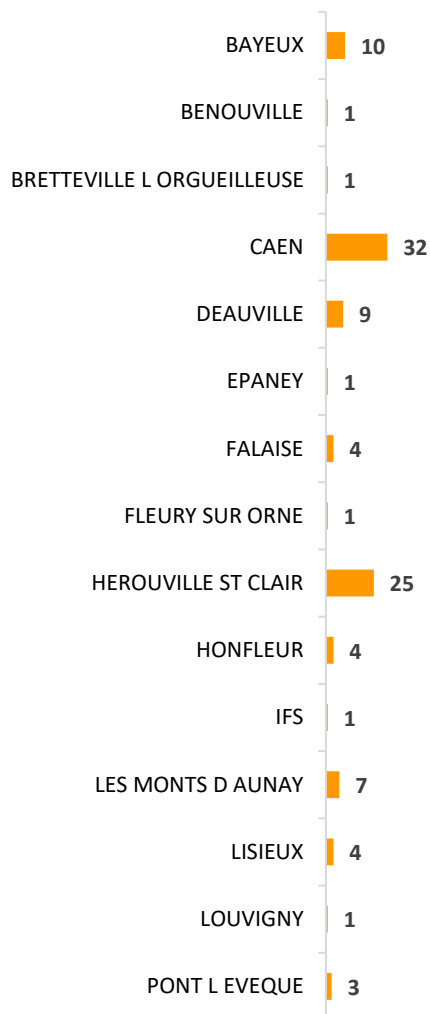 BAYEUX 10
BENOUVILLE 1
BRETTEVILLE L ORGUEILLEUSE 1
CAEN 32
DEAUVILLE 9
EPANEY 1
FALAISE 4
FLEURY SUR ORNE 1
HEROUVILLE ST CLAIR 25
HONFLEUR 4
IFS 1
LES MONTS D AUNAY 7
LISIEUX 4
LOUVIGNY 1
PONT L EVEQUE 3